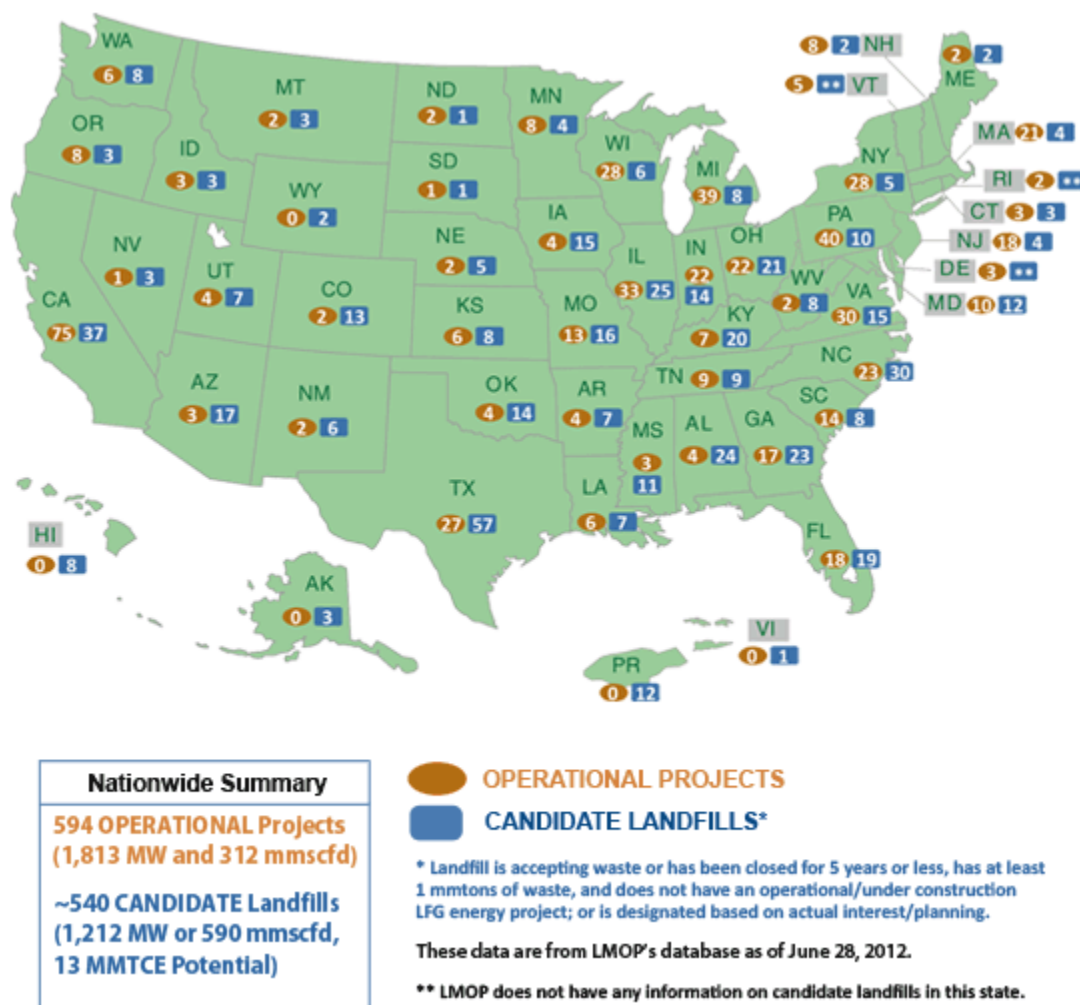 WA
6 8
MT
2 3
ND
2 1
MN
8 4
8 2 NH
5 ** VT
2 2
ME
OR
8 3
ID
3 3
SD
1 1
WI
28 6
MI
39 8
NY
28 5
MA 21 4
RI 2 **
CT 3 3
NJ 18 4
DE 3 **
MD 10 12
WY
0 2
NE
2 5
IA
4 15
PA
40 10
NV
1 3
UT
4 7
CO
2 13
KS
6 8
MO
13 16
IL
33 25
IN
22
14
OH
22 21
WV
2 8
VA
30 15
CA
75 37
KY
7 20
NC
23 30
TN 9 9
AZ
3 17
NM
2 6
OK
4 14
AR
4 7
MS
3
11
AL
4 24
GA
17 23
SC
14 8
TX
27 57
LA
6 7
FL
18 19
HI
0 8
AK
0 3
PR
0 12
VI
0 1
Nationwide Summary
594 OPERATIONAL Projects
(1,813 MW and 312 mmscfd)
~540 CANDIDATE Landfills
(1,212 MW or 590 mmscfd,
13 MMTCE Potential)
OPERATIONAL PROJECTS
CANDIDATE LANDFILLS*
* Landfill is accepting waste or has been closed for 5 years or less, has at least
1 mmtons of waste, and does not have an operational/under construction
LFG energy project; or is designated based on actual interest/planning.
These data are from LMOP's database as of June 28, 2012.
** LMOP does not have any information on candidate landfills in this state.